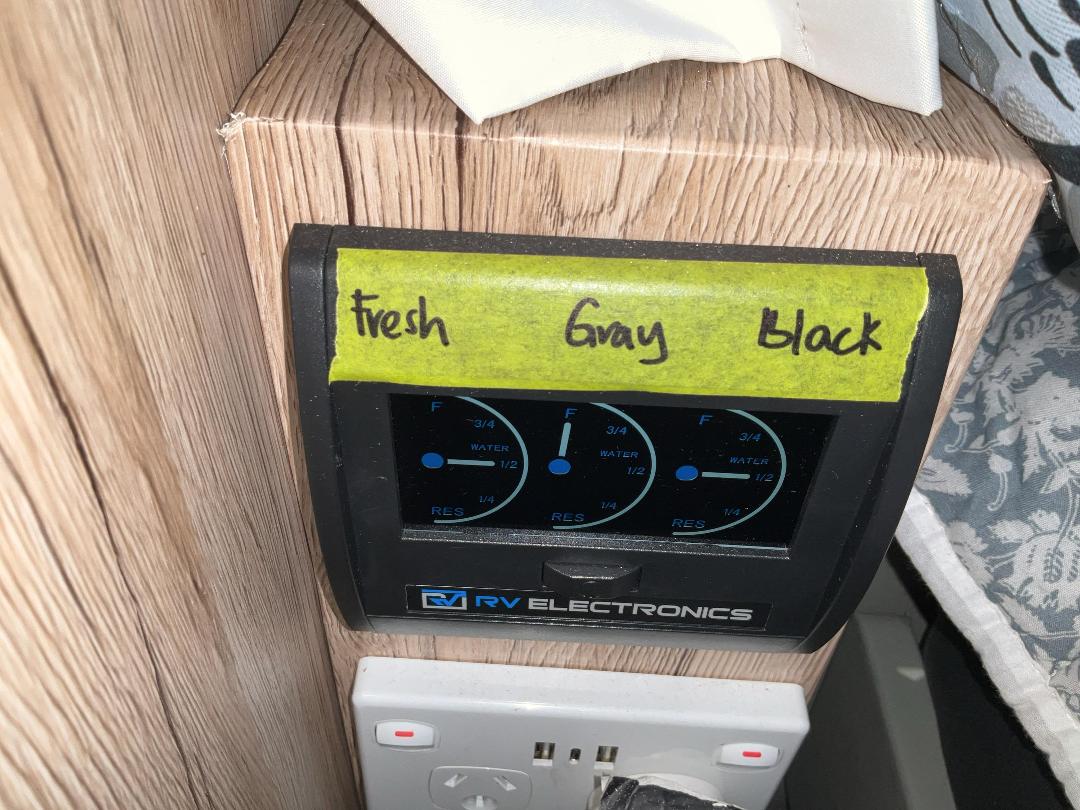 Fresh Gray Black
F F F
3/4 3/4 3/4
WATER WATER WATER
1/2 1/2 1/2
1/4 1/4 1/4
RES RES RES
RV RV ELECTRONICS